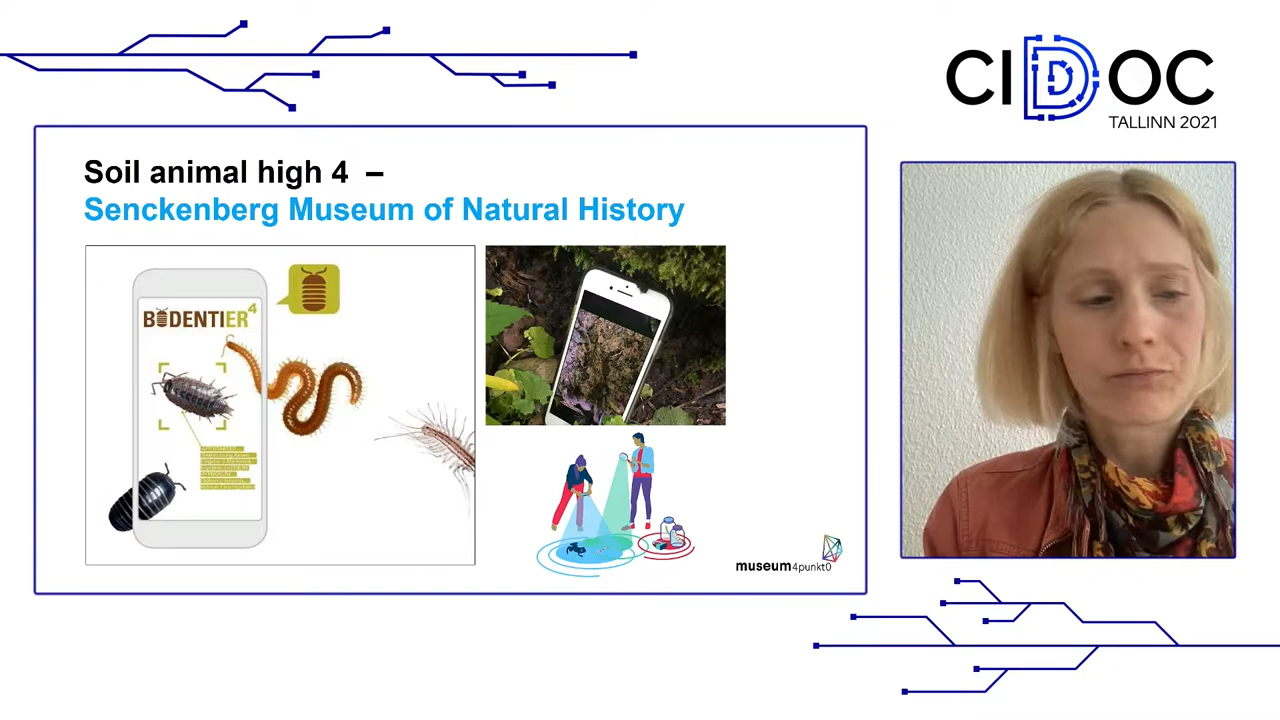 CIDOC
TALLINN 2021
Soil animal high 4 –
Senckenberg Museum of Natural History
BODENTIER4
museum4punkt0